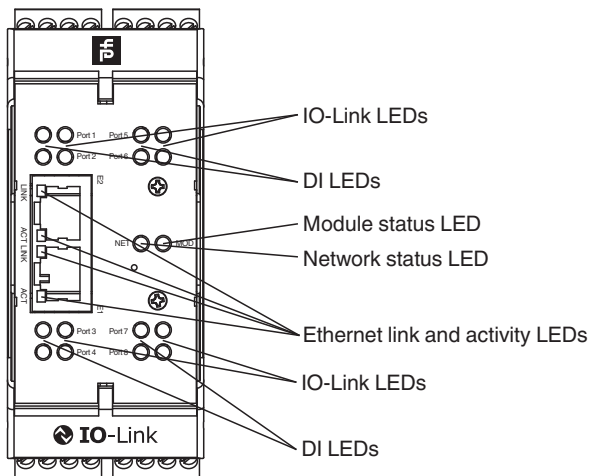 Port 1 Port 5
Port 2 Port 6
IO-Link LEDs
DI LEDs
LINK
E2
ACT LINK
NET MOD
Module status LED
Network status LED
ACT
E1
Ethernet link and activity LEDs
Port 3 Port 7
Port 4 Port 8
IO-Link LEDs
IO-Link
DI LEDs